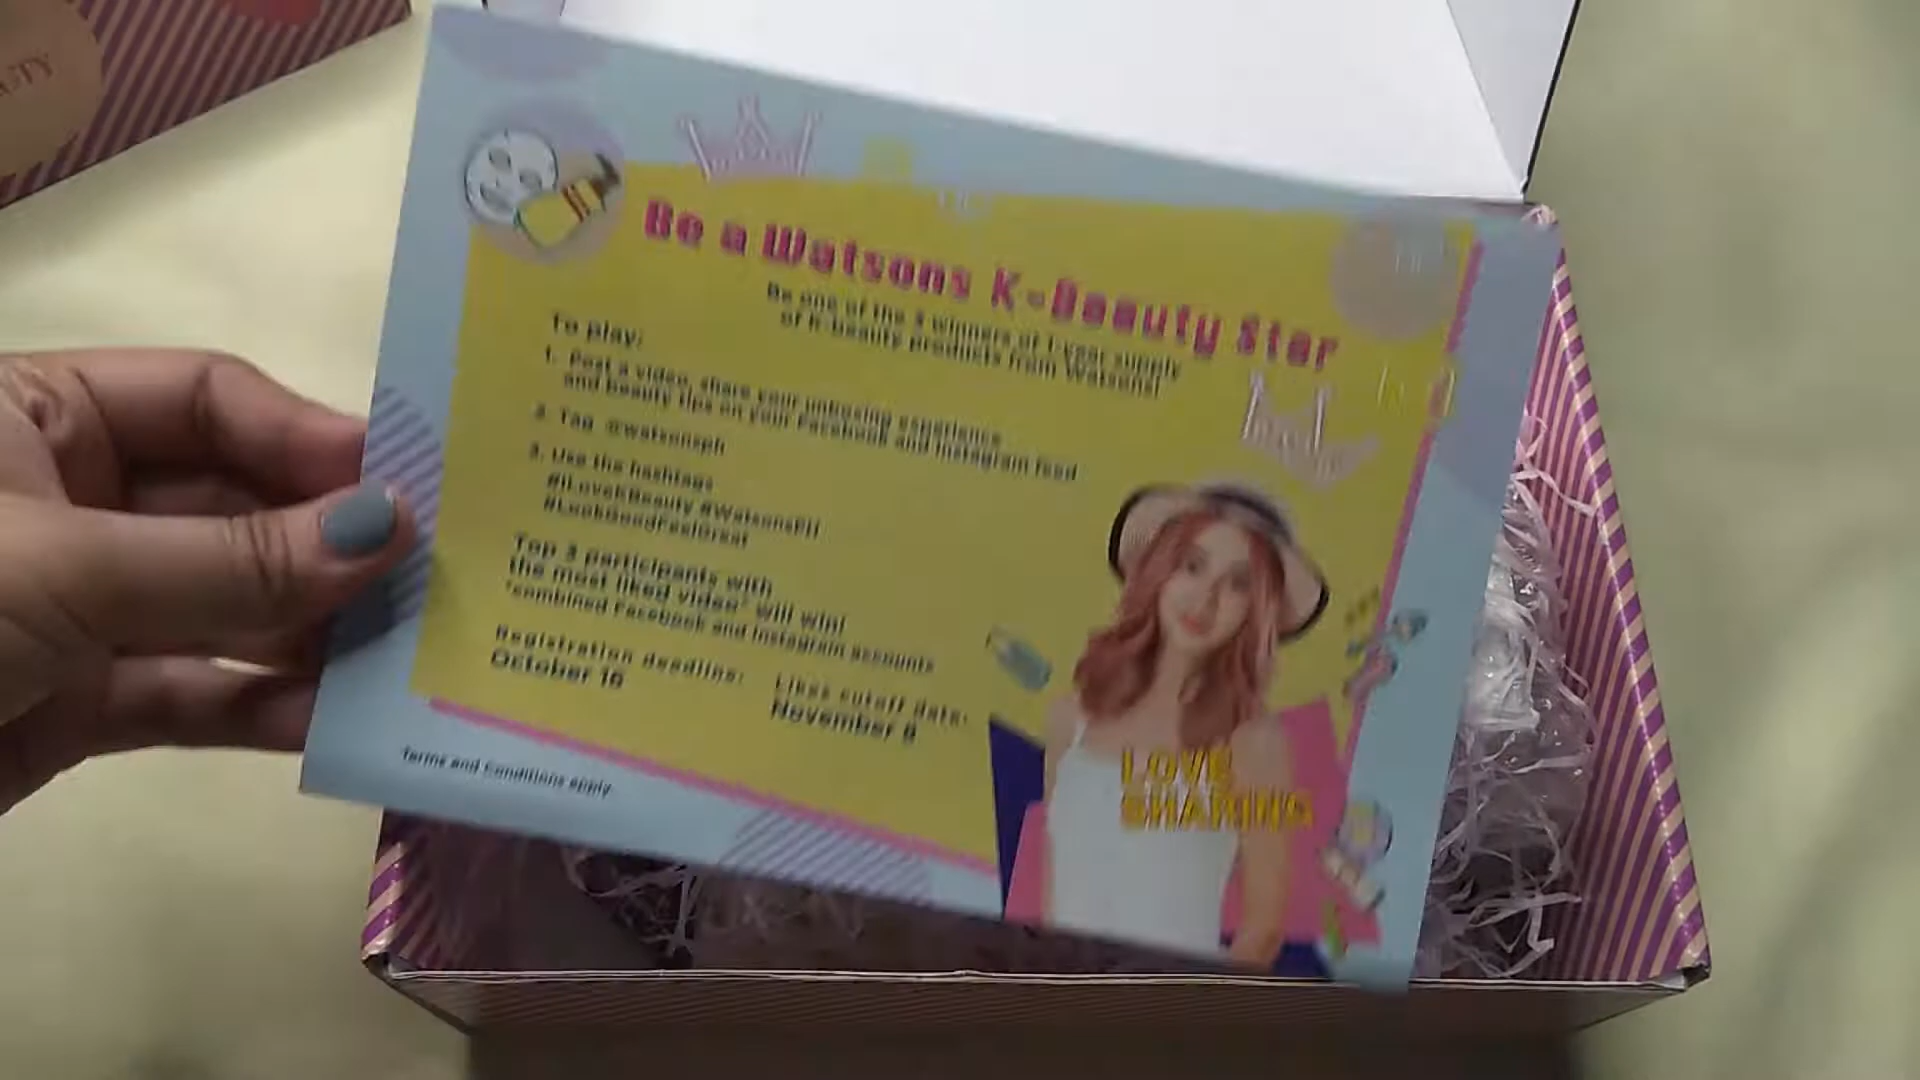 Be a Watsons K-Beauty Star
Be one of the 3 winners of 1-year supply
of K-beauty products from Watsons!
To play:
1. Post a video, share your unboxing experience
and beauty tips on your Facebook and Instagram feed
2. Tag @watsonsph
3. Use the hashtags
#iLoveKBeauty @WatsonsPH
#LookGoodFeelGreat
Top 3 participants with
the most liked video* will win!
*combined Facebook and Instagram accounts
Registration deadline:
October 16
Likes cutoff date:
November
Terms and Conditions apply
LOVE
SHARING